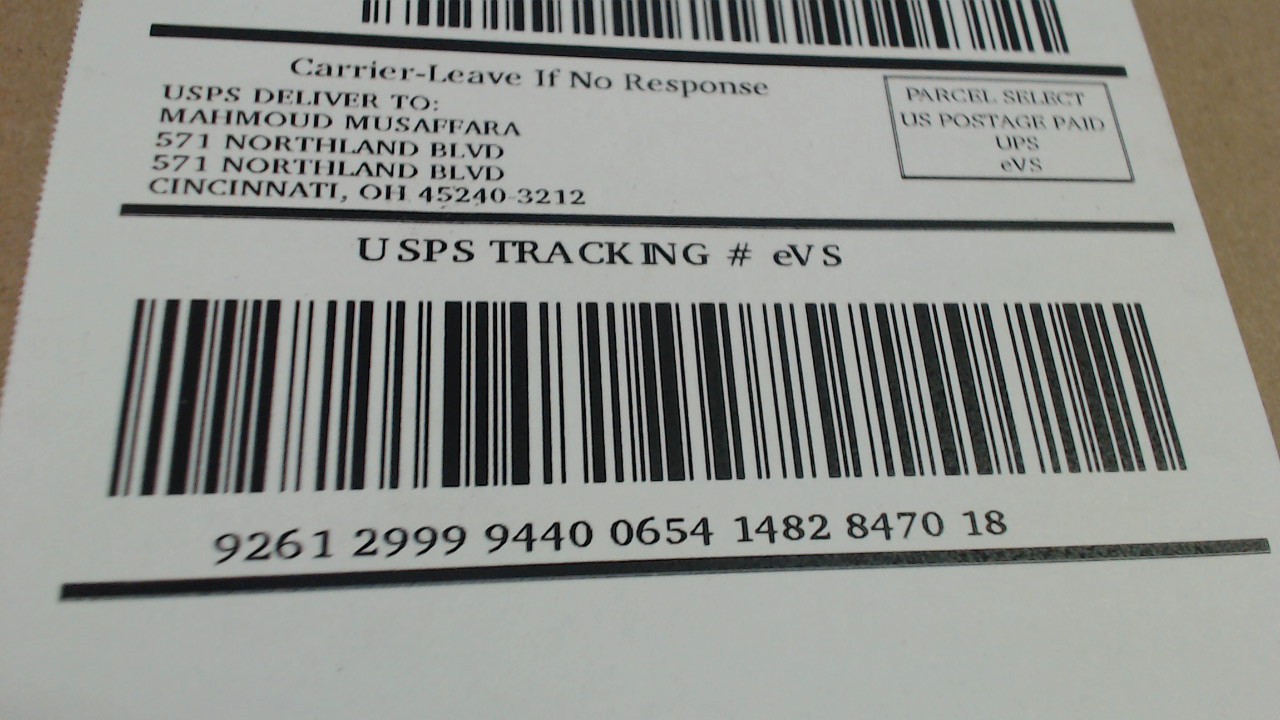 Carrier-Leave If No Response
USPS DELIVER TO:
MAHMOUD MUSAFFARA
571 NORTHLAND BLVD
571 NORTHLAND BLVD
CINCINNATI, OH 45240-3212
PARCEL SELECT
US POSTAGE PAID
UPS
eVS
USPS TRACKING # eVS
9261 2999 9440 0654 1482 8470 18